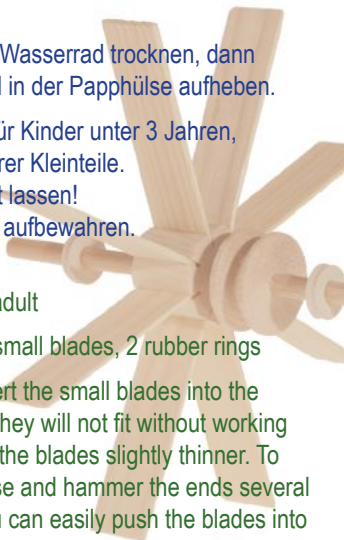 Wasserrad trocknen, dann
in der Papphülse aufheben.
ür Kinder unter 3 Jahren,
rer Kleinteile.
t lassen!
aufbewahren.
adult
small blades, 2 rubber rings
ert the small blades into the
hey will not fit without working
the blades slightly thinner. To
se and hammer the ends several
u can easily push the blades into